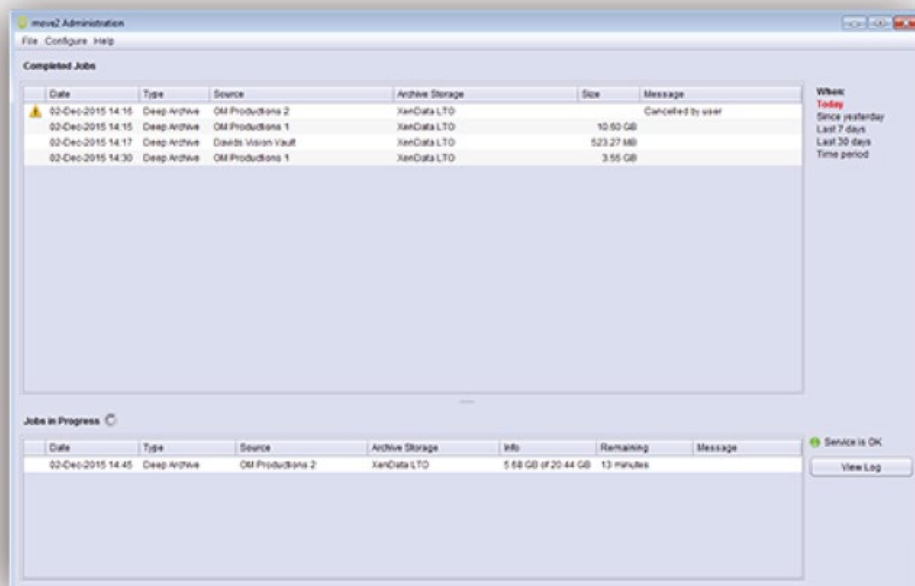 move2 Administration
File Configure Help
Completed Jobs
Date Type Source Archive Storage Size Message
02-Dec-2015 14:16 Deep Archive OM Productions 2 XenData LTO Cancelled by user
02-Dec-2015 14:15 Deep Archive OM Productions 1 XenData LTO 10.60 GB
02-Dec-2015 14:17 Deep Archive Davids Vision Vault XenData LTO 523.27 MB
02-Dec-2015 14:30 Deep Archive OM Productions 1 XenData LTO 3.55 GB
When:
Today
Since yesterday
Last 7 days
Last 30 days
Time period
Jobs in Progress
Date Type Source Archive Storage Info Remaining Message
02-Dec-2015 14:45 Deep Archive OM Productions 2 XenData LTO 5.68 GB of 20.44 GB 13 minutes
Service is OK
View Log